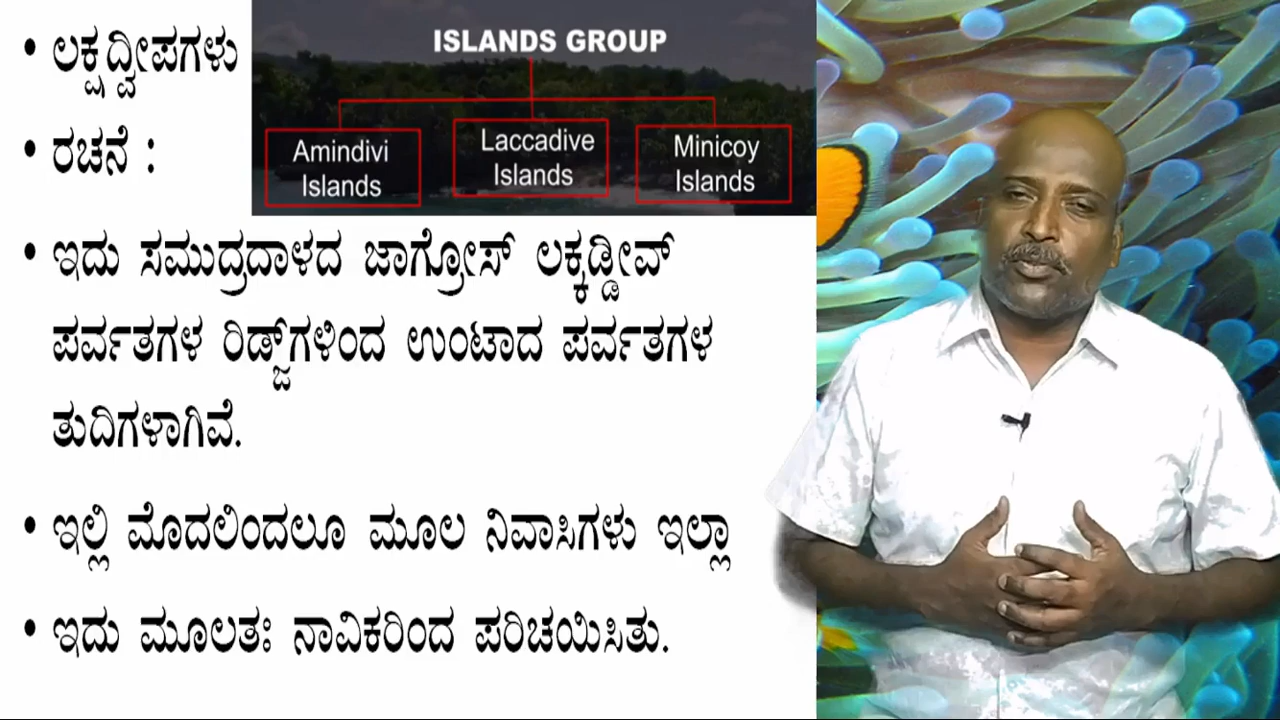 • ಲಕ್ಷದ್ವೀಪಗಳು
• ರಚನೆ :
ISLANDS GROUP
Amindivi Islands
Laccadive Islands
Minicoy Islands
• ಇದು ಸಮುದ್ರದಾಳದ ಜಾಗ್ರೋಸ್ ಲಕ್ಕಡ್ಡೀವ್
ಪರ್ವತಗಳ ರಿಡ್ಜ್‌ಗಳಿಂದ ಉಂಟಾದ ಪರ್ವತಗಳ
ತುದಿಗಳಾಗಿವೆ.
• ಇಲ್ಲಿ ಮೊದಲಿಂದಲೂ ಮೂಲ ನಿವಾಸಿಗಳು ಇಲ್ಲಾ
• ಇದು ಮೂಲತಃ ನಾವಿಕರಿಂದ ಪರಿಚಯಿಸಿತು.